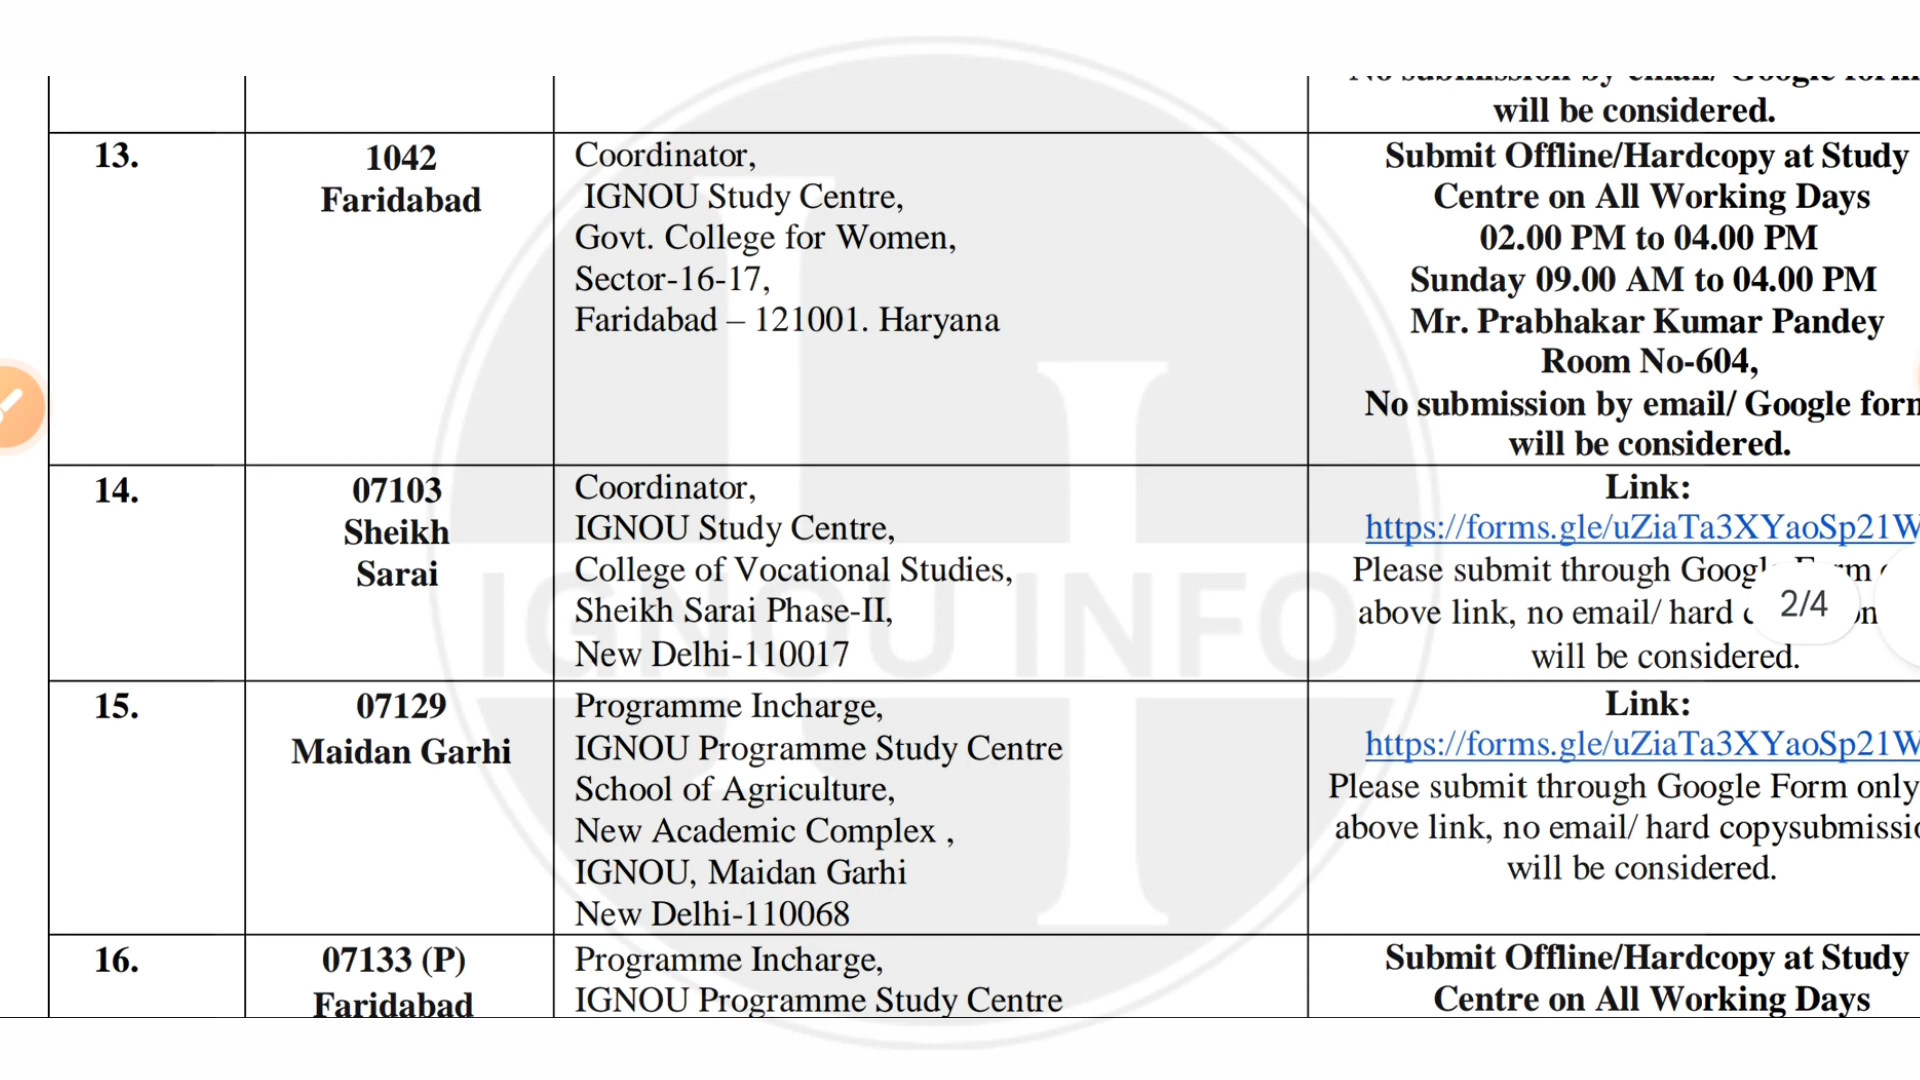 will be considered.
13.
1042
Faridabad
Coordinator,
IGNOU Study Centre,
Govt. College for Women,
Sector-16-17,
Faridabad – 121001. Haryana
Submit Offline/Hardcopy at Study
Centre on All Working Days
02.00 PM to 04.00 PM
Sunday 09.00 AM to 04.00 PM
Mr. Prabhakar Kumar Pandey
Room No-604,
No submission by email/ Google form
will be considered.
14.
07103
Sheikh
Sarai
Coordinator,
IGNOU Study Centre,
College of Vocational Studies,
Sheikh Sarai Phase-II,
New Delhi-110017
Link:
https://forms.gle/uZiaTa3XYaoSp21W
Please submit through
above link, no email/ hard
will be considered.
2/4
15.
07129
Maidan Garhi
Programme Incharge,
IGNOU Programme Study Centre
School of Agriculture,
New Academic Complex ,
IGNOU, Maidan Garhi
New Delhi-110068
Link:
https://forms.gle/uZiaTa3XYaoSp21W
Please submit through Google Form only
above link, no email/ hard
will be considered.
16.
07133 (P)
Faridabad
Programme Incharge,
IGNOU Programme Study Centre
Submit Offline/Hardcopy at Study
Centre on All Working Days
IGNOU INFO